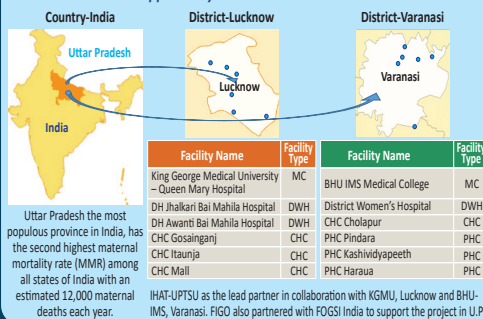 Country-India
District-Lucknow
District-Varanasi
Uttar Pradesh
India
Lucknow
Varanasi
Facility Name Facility Type
King George Medical University – Queen Mary Hospital MC
DH Jhalkari Bai Mahila Hospital DWH
DH Awanti Bai Mahila Hospital DWH
CHC Gosainganj CHC
CHC Itaunja CHC
CHC Mall CHC
Facility Name Facility Type
BHU IMS Medical College MC
District Women's Hospital DWH
CHC Cholapur CHC
PHC Pindara PHC
PHC Kashividyapeeth PHC
PHC Haraua PHC
Uttar Pradesh the most
populous province in India, has
the second highest maternal
mortality rate (MMR) among
all states of India with an
estimated 12,000 maternal
deaths each year.
IHAT-UPTSU as the lead partner in collaboration with KGMU, Lucknow and BHU-
IMS, Varanasi. FIGO also partnered with FOGSI India to support the project in U.P